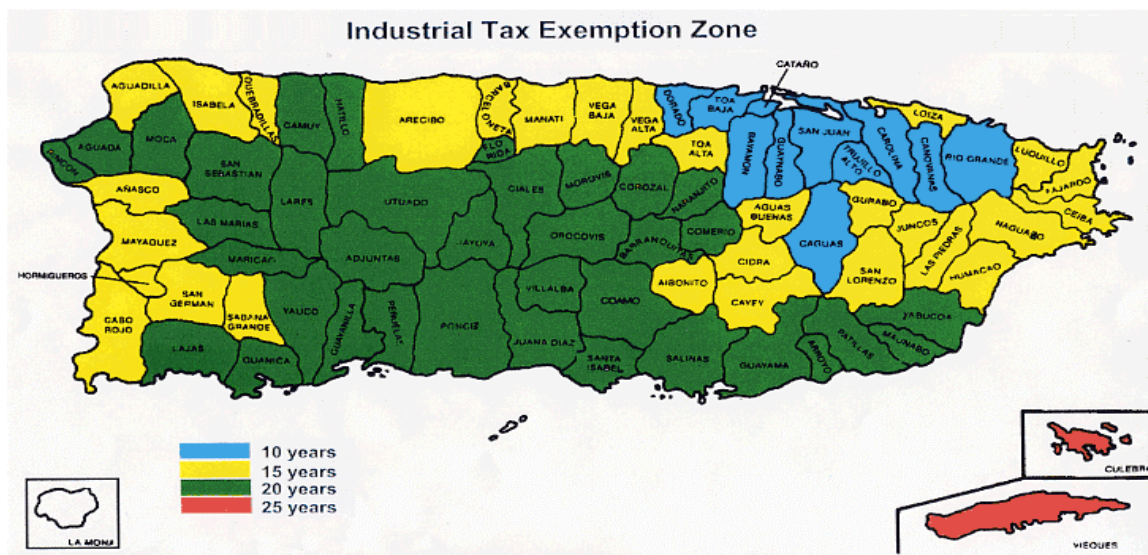 Industrial Tax Exemption Zone
CATAÑO
AGUADILLA
ISABELA
QUEBRADILLAS
CAMUY
HATILLO
ARECIBO
BARCELONETA
MANATI
VEGA
BAJA
VEGA
ALTA
DORADO
TOA
BAJA
TOA
ALTA
BAYAMON
GUAYNABO
SAN JUAN
TRUJILLO
ALTO
CAROLINA
CANOVANAS
LOIZA
RIO GRANDE
LUQUILLO
FAJARDO
CEIBA
RINCON
AGUADA
MOCA
SAN
SEBASTIAN
LARES
UTUADO
FLO
RIDA
CIALES
MOROVIS
COROZAL
NARANJITO
AGUAS
BUENAS
GURABO
JUNCOS
LAS PIEDRAS
NAGUABO
HUMACAO
AÑASCO
LAS MARIAS
MAYAGUEZ
MARICAO
ADJUNTAS
JAYUYA
OROCOVIS
BARRANQUITAS
COMERIO
CIDRA
CAGUAS
SAN
LORENZO
HORMIGUEROS
SAN
GERMAN
SABANA
GRANDE
YAUCO
GUAYANILLA
PEÑUELAS
PONCE
VILLALBA
COAMO
AIBONITO
CAYEY
YABUCOA
CABO
ROJO
LAJAS
GUANICA
JUANA DIAZ
SANTA
ISABEL
SALINAS
GUAYAMA
ARROYO
PATILLAS
MAUNABO
10 years
15 years
20 years
25 years
LA MONA
CULEBRA
VIEQUES